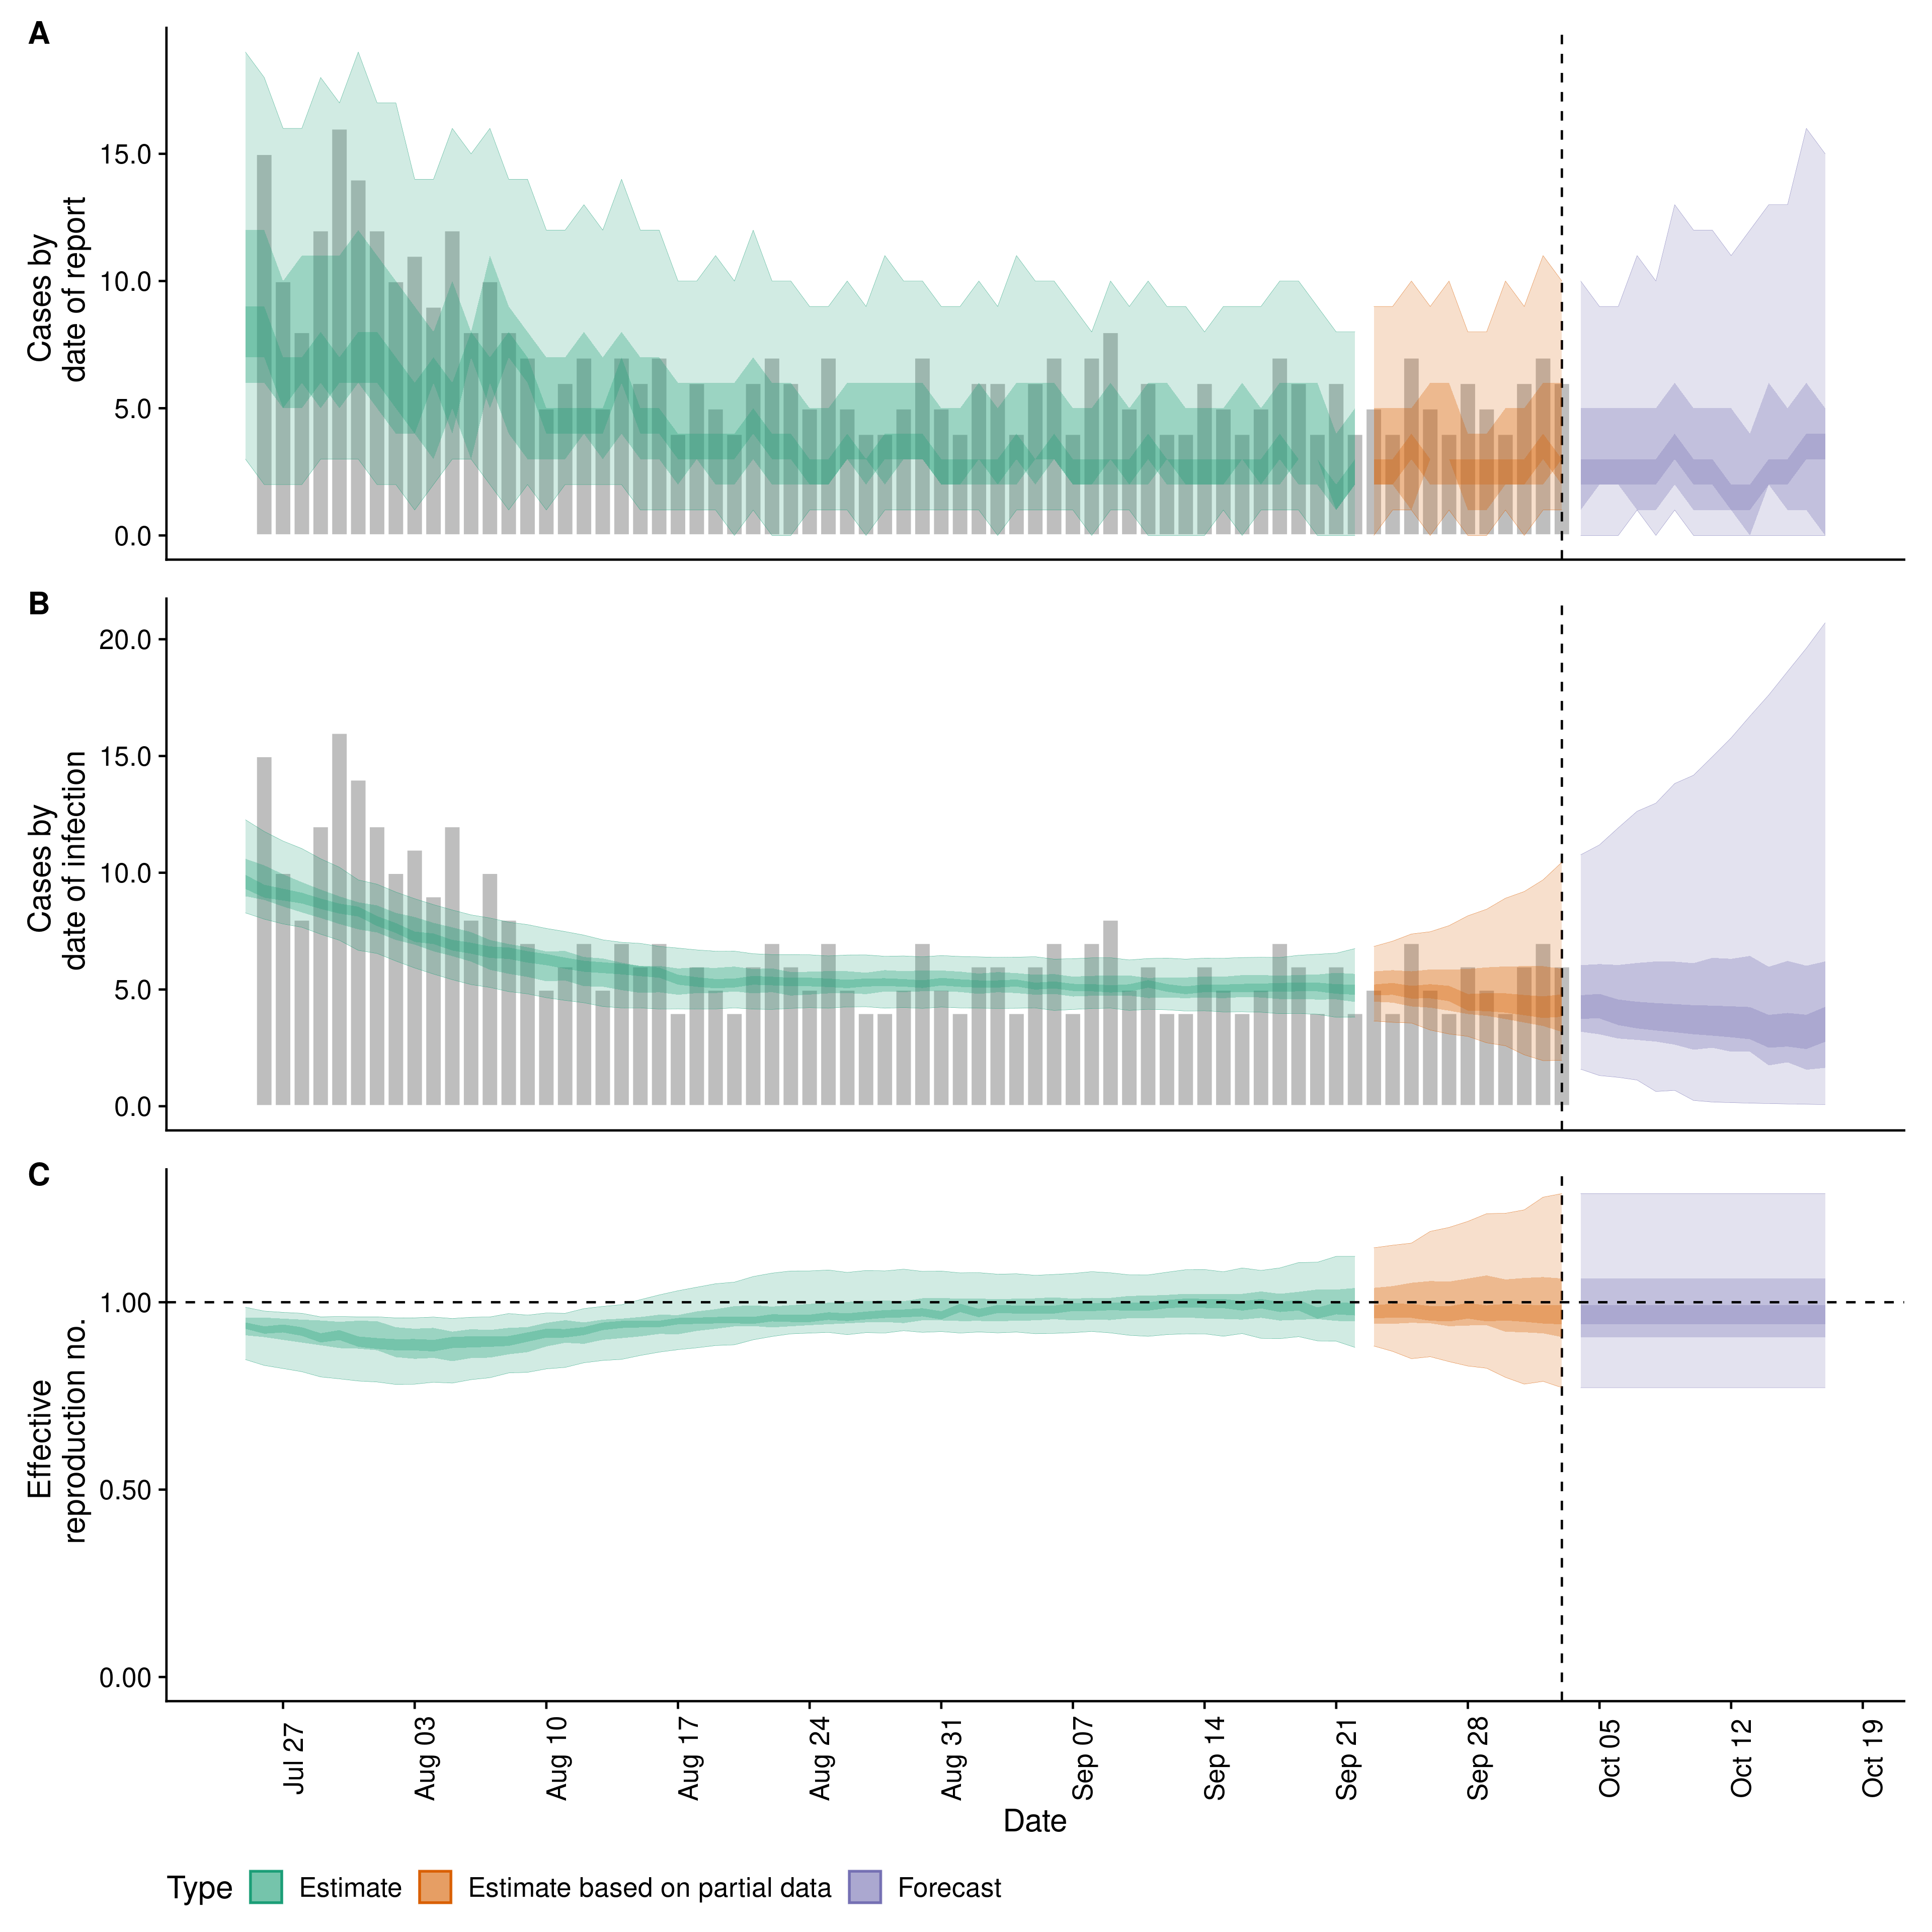 A
Cases by
date of report
15.0
10.0
5.0
0.0
B
Cases by
date of infection
20.0
15.0
10.0
5.0
0.0
C
Effective
reproduction no.
1.00
0.50
0.00
Jul 27
Aug 03
Aug 10
Aug 17
Aug 24
Aug 31
Sep 07
Sep 14
Sep 21
Sep 28
Oct 05
Oct 12
Oct 19
Date
Type Estimate Estimate based on partial data Forecast